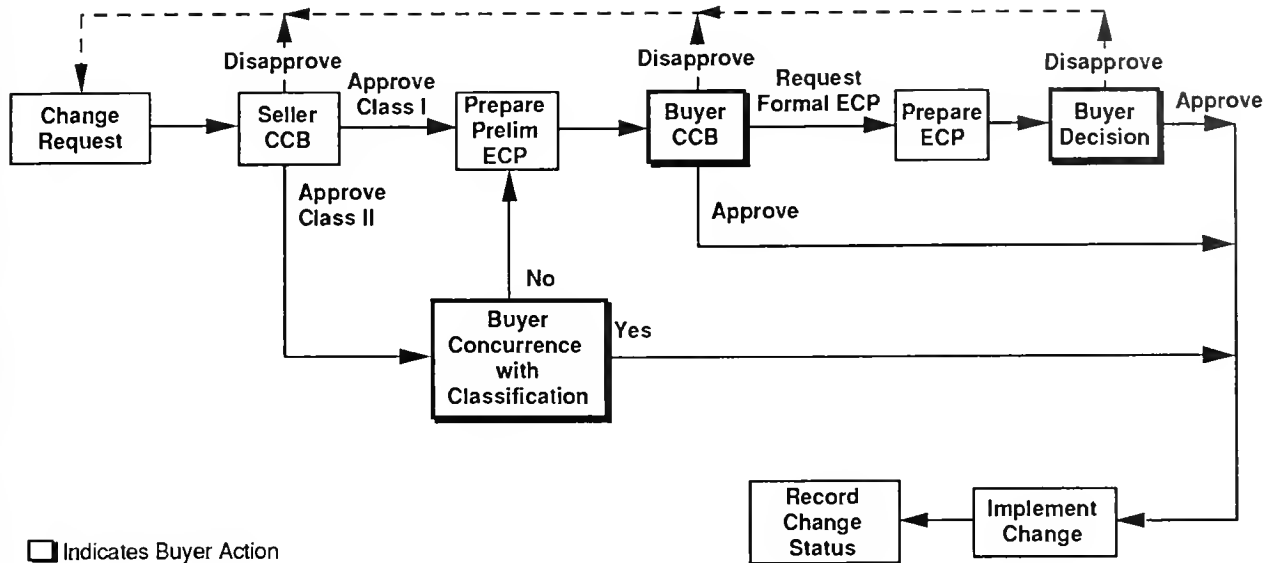 Disapprove
Disapprove
Disapprove
Approve
Class I
Request
Formal ECP
Approve
Change
Request
Seller
CCB
Prepare
Prelim
ECP
Buyer
CCB
Prepare
ECP
Buyer
Decision
Approve
Class II
Approve
No
Buyer
Concurrence
with
Classification
Yes
Record
Change
Status
Implement
Change
Indicates Buyer Action